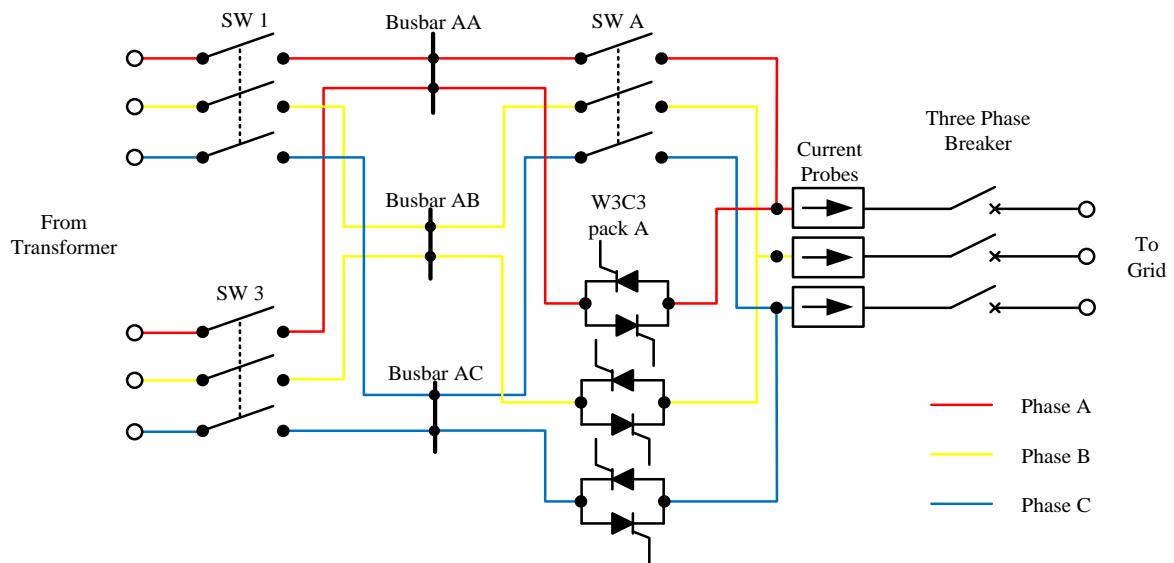 SW 1
Busbar AA
SW A
Three Phase
Breaker
Current
Probes
Busbar AB
W3C3
pack A
From
Transformer
To
Grid
SW 3
Busbar AC
Phase A
Phase B
Phase C